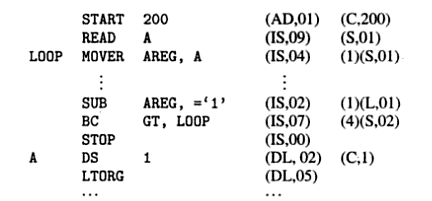 START 200 (AD,01) (C,200)
READ A (IS,09) (S,01)
LOOP MOVER AREG, A (IS,04) (1)(S,01)
⋮ ⋮
SUB AREG, ='1' (IS,02) (1)(L,01)
BC GT, LOOP (IS,07) (4)(S,02)
STOP (IS,00)
A DS 1 (DL, 02) (C,1)
LTORG (DL,05)
... ...